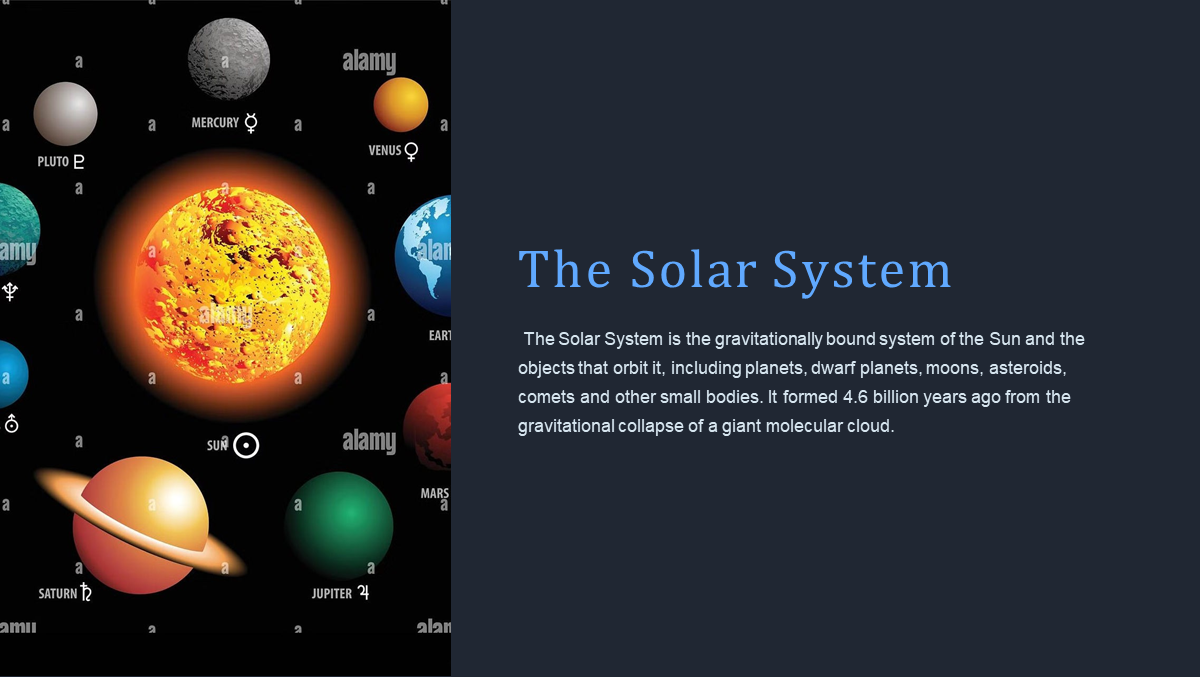 alamy
MERCURY ☿
PLUTO ♇
VENUS ♀
alamy
EART
alamy
SUN ☉
alamy
MARS
SATURN ♄
JUPITER ♃
alamy
alamy
The Solar System
The Solar System is the gravitationally bound system of the Sun and the
objects that orbit it, including planets, dwarf planets, moons, asteroids,
comets and other small bodies. It formed 4.6 billion years ago from the
gravitational collapse of a giant molecular cloud.